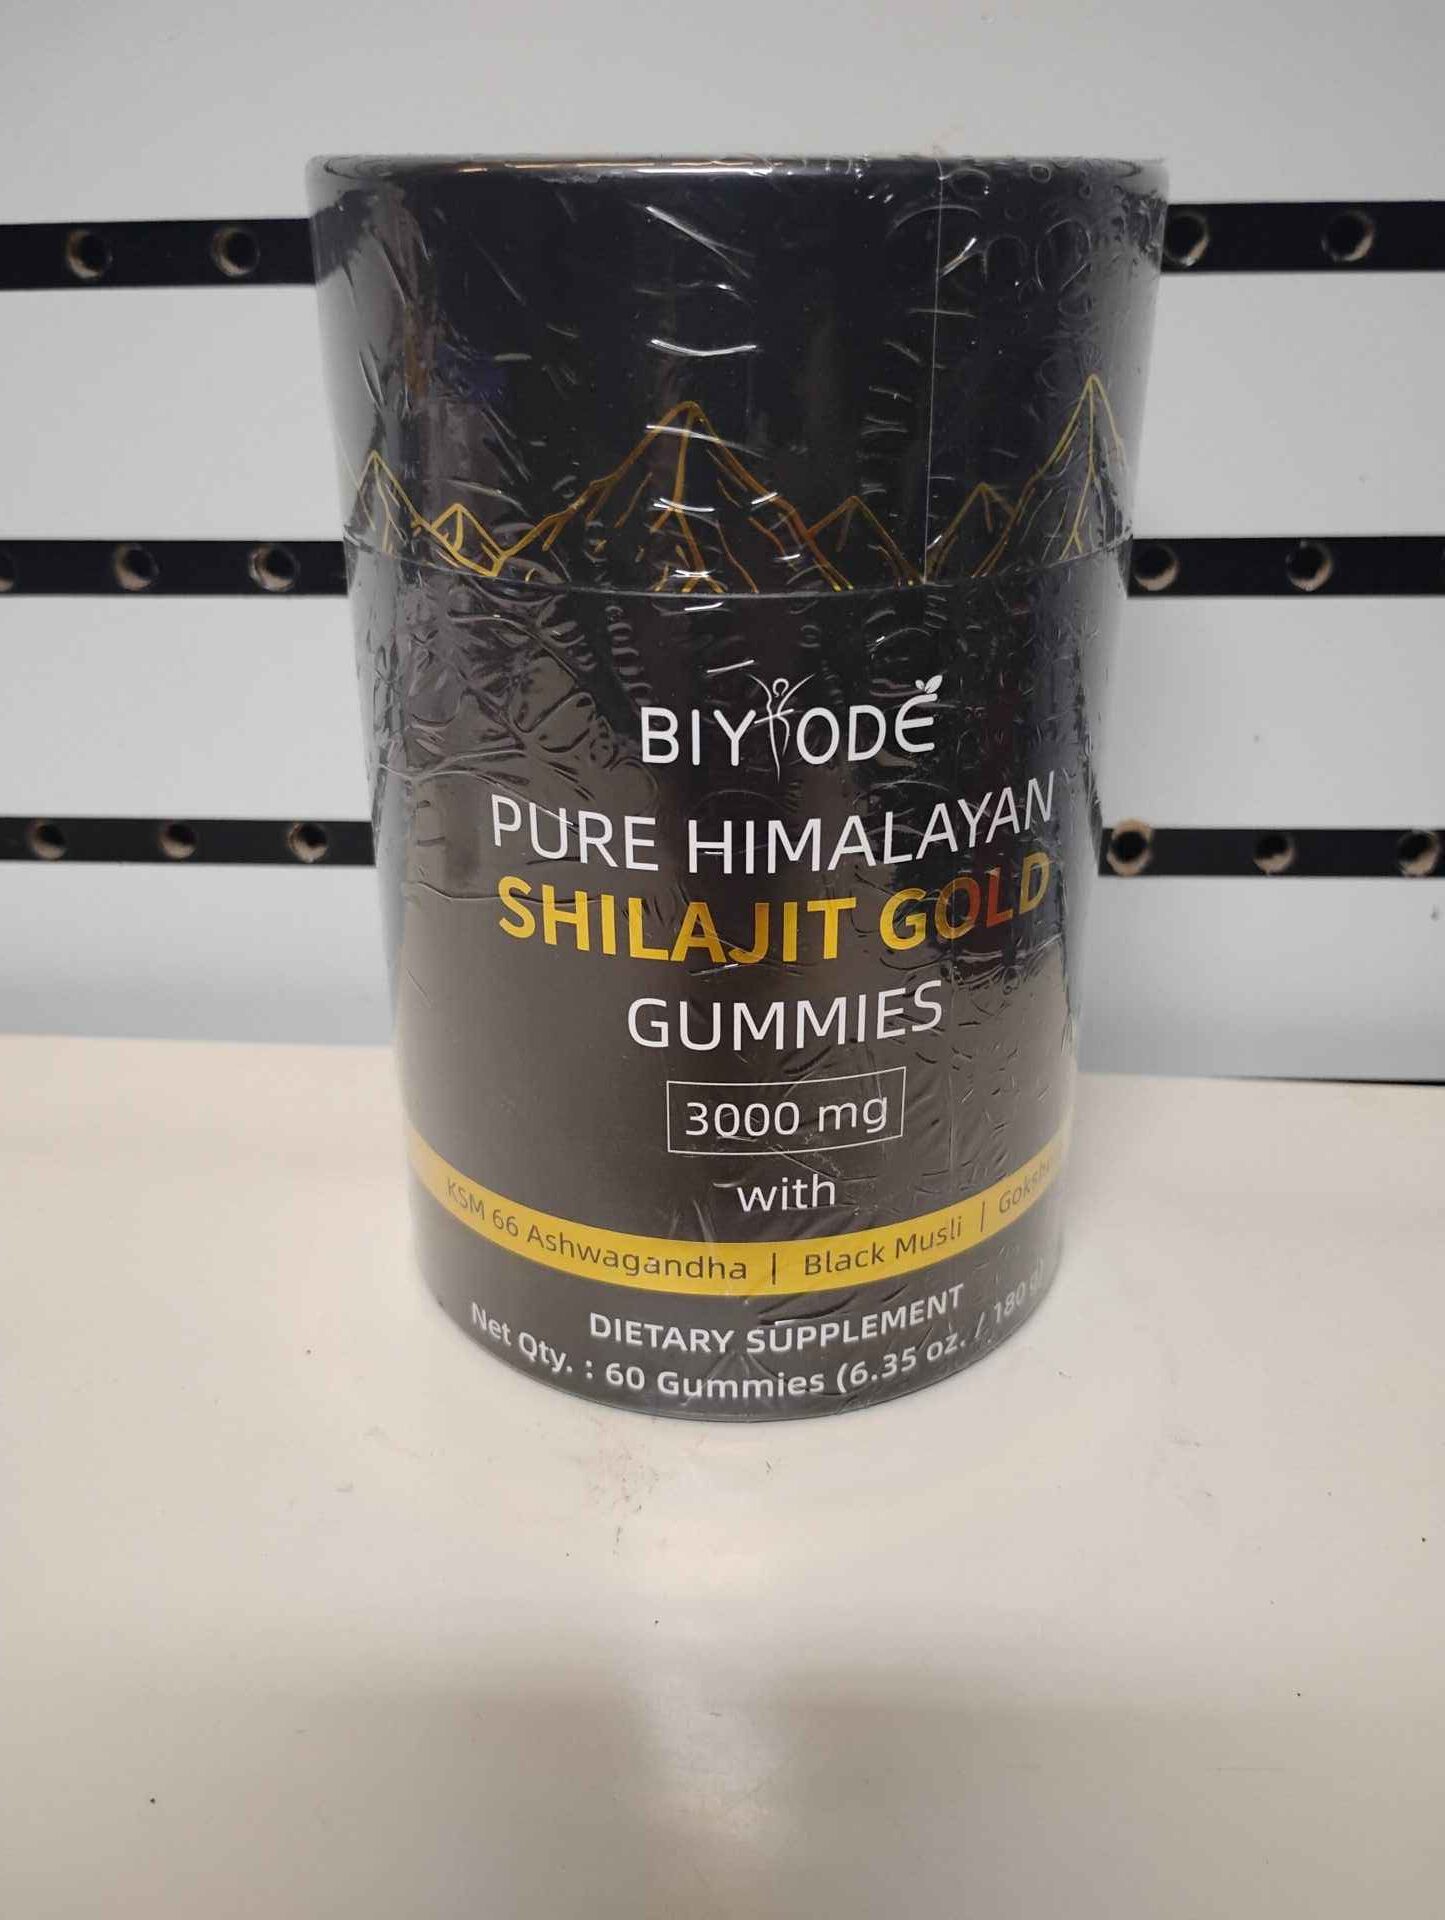 BIYODE
PURE HIMALAYAN
SHILAJIT GOLD
GUMMIES
3000 mg
with
KSM 66 Ashwagandha | Black Musli |
DIETARY SUPPLEMENT
Net Qty. : 60 Gummies (6.35 oz. / 180 g)